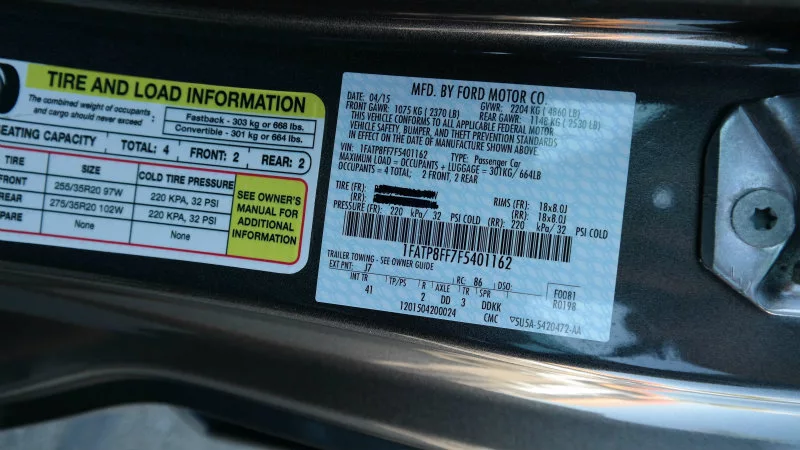 TIRE AND LOAD INFORMATION
The combined weight of occupants
and cargo should never exceed
Fastback - 303 kg or 668 lbs.
Convertible - 301 kg or 664 lbs.
SEATING CAPACITY TOTAL: 4 FRONT: 2 REAR: 2
TIRE SIZE COLD TIRE PRESSURE
255/35R20 97W 220 KPA, 32 PSI
REAR 275/35R20 102W 220 KPA, 32 PSI
SPARE None None
SEE OWNER'S
MANUAL FOR
ADDITIONAL
INFORMATION
MFD. BY FORD MOTOR CO.
DATE: 04/15 GVWR: 2204 KG ( 4860 LB)
FRONT GAWR: 1075 KG ( 2370 LB) REAR GAWR: 1148 KG ( 2530 LB)
THIS VEHICLE CONFORMS TO ALL APPLICABLE FEDERAL MOTOR
VEHICLE SAFETY, BUMPER, AND THEFT PREVENTION STANDARDS
IN EFFECT ON THE DATE OF MANUFACTURE SHOWN ABOVE.
VIN: 1FATP8FF7F5401162 TYPE: Passenger Car
MAXIMUM LOAD = OCCUPANTS + LUGGAGE = 301KG/ 664LB
OCCUPANTS = 4 TOTAL, 2 FRONT, 2 REAR
TIRE (FR): RIMS (FR): 18x8.0J
(RR): (RR): 18x8.0J
PRESSURE (FR): 220 kPa/ 32 PSI COLD (RR): 220 kPa/ 32 PSI COLD
1FATP8FF7F5401162
TRAILER TOWING - SEE OWNER GUIDE
EXT PNT: J7 RC: 86 DSO:
INT TR TP/PS R AXLE TR SPR
41 2 DD 3 DDKK
F0081
R0198
1201504200024 CMC
5U5A-5420472-AA